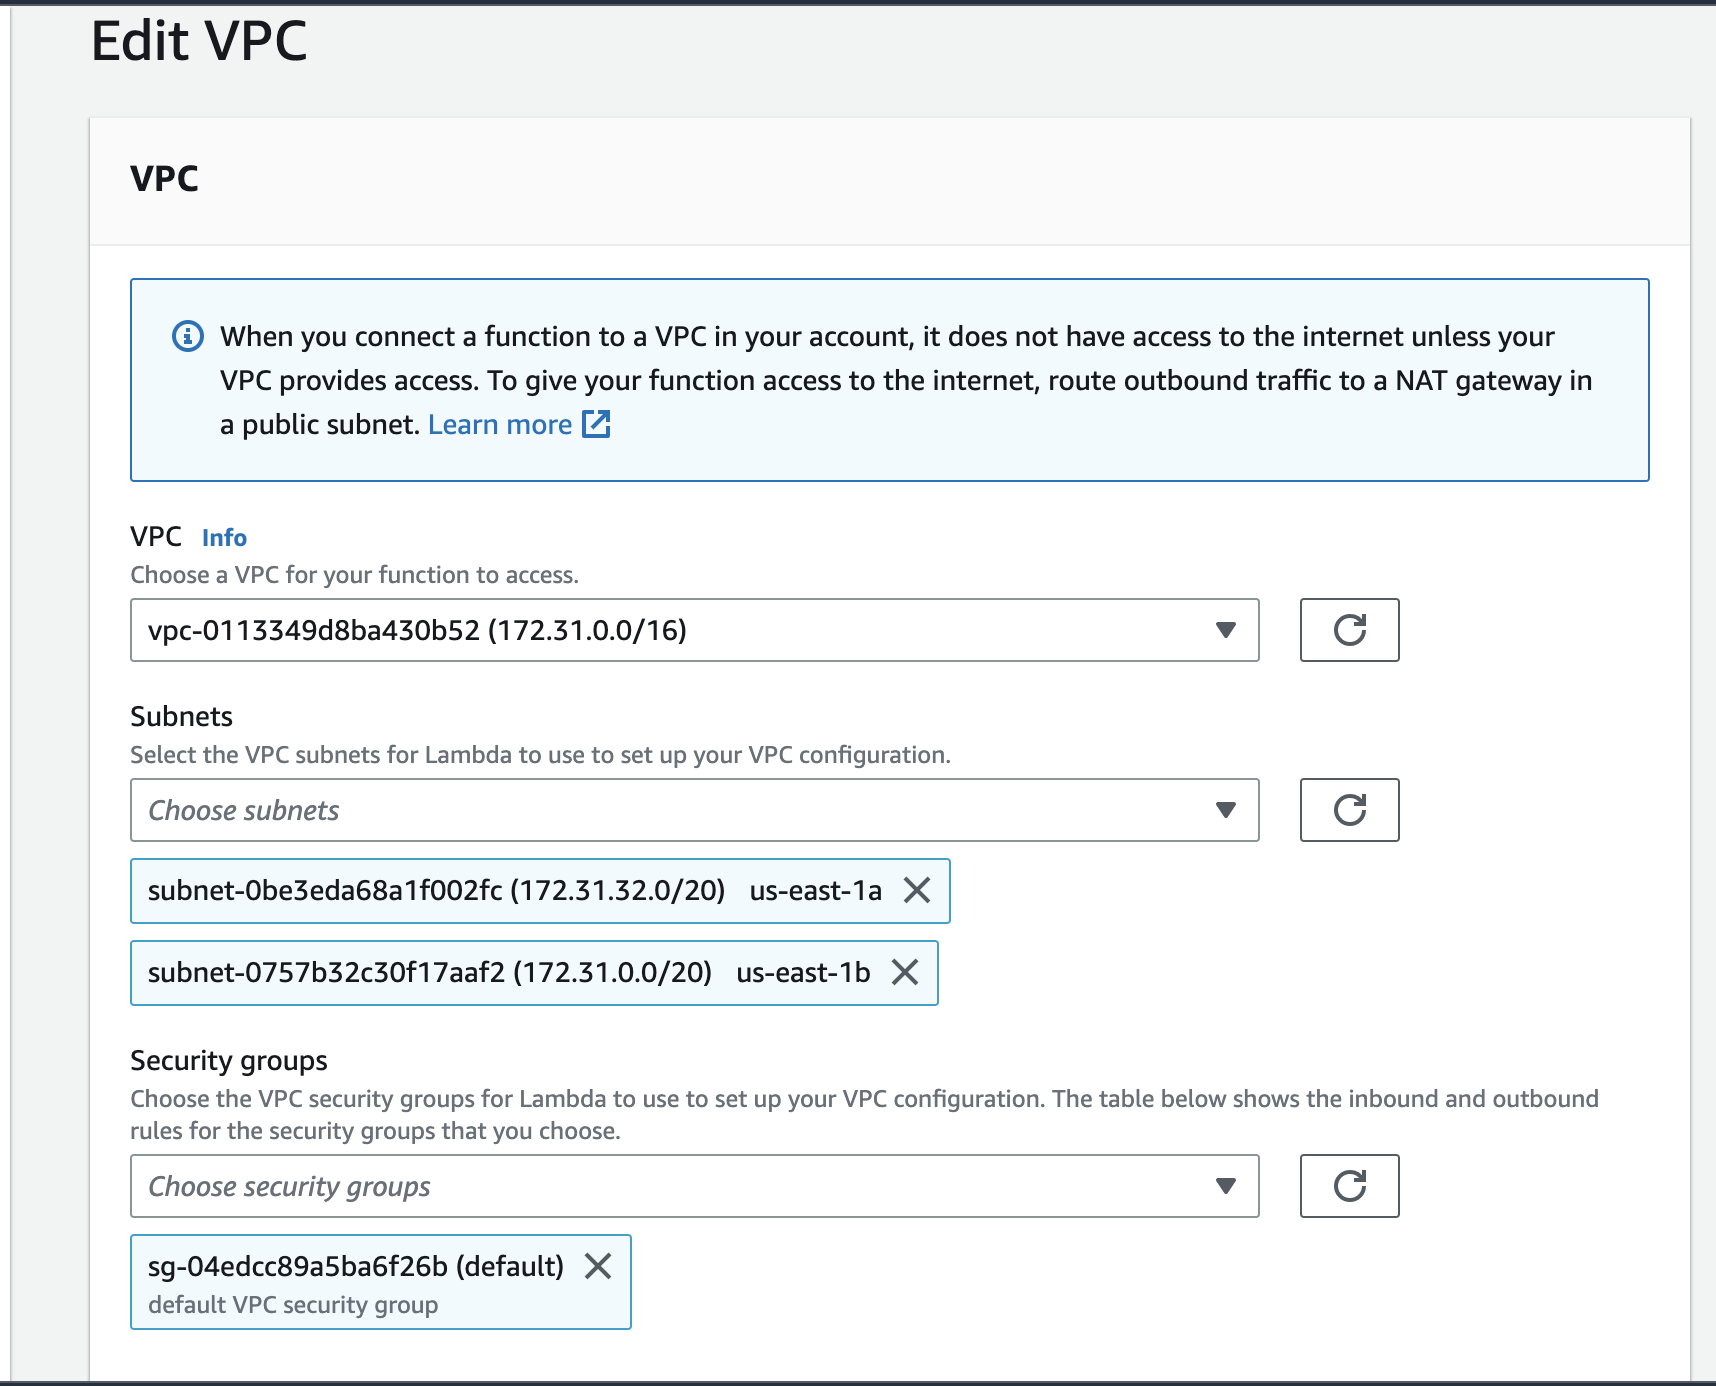 Edit VPC
VPC
When you connect a function to a VPC in your account, it does not have access to the internet unless your
VPC provides access. To give your function access to the internet, route outbound traffic to a NAT gateway in
a public subnet. Learn more
VPC Info
Choose a VPC for your function to access.
vpc-0113349d8ba430b52 (172.31.0.0/16)
Subnets
Select the VPC subnets for Lambda to use to set up your VPC configuration.
Choose subnets
subnet-0be3eda68a1f002fc (172.31.32.0/20) us-east-1a
subnet-0757b32c30f17aaf2 (172.31.0.0/20) us-east-1b
Security groups
Choose the VPC security groups for Lambda to use to set up your VPC configuration. The table below shows the inbound and outbound
rules for the security groups that you choose.
Choose security groups
sg-04edcc89a5ba6f26b (default)
default VPC security group